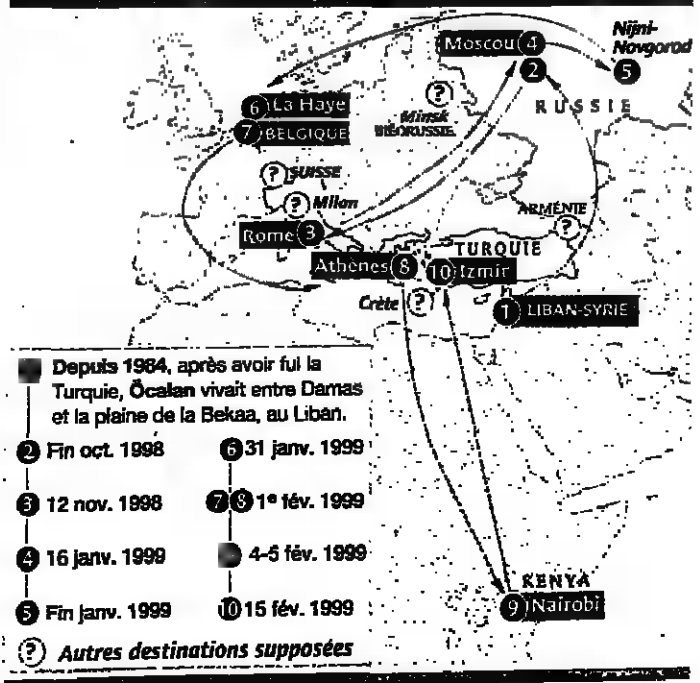 Nijni-
Novgorod
Moscou 4
2
5
RUSSIE
?
Minsk
BIÉORUSSIE
6 La Haye
7 BELGIQUE
? SUISSE
? Milan
ARMÉNIE
?
Rome 3
TURQUIE
Athènes 8
10 Izmir
Crète ?
1 LIBAN-SYRIE
Depuis 1984, après avoir fui la
Turquie, Öcalan vivait entre Damas
et la plaine de la Bekaa, au Liban.
2 Fin oct. 1998
3 12 nov. 1998
4 16 janv. 1999
5 Fin janv. 1999
6 31 janv. 1999
7 8 1e fév. 1999
4-5 fév. 1999
10 15 fév. 1999
? Autres destinations supposées
KENYA
9 Nairobi